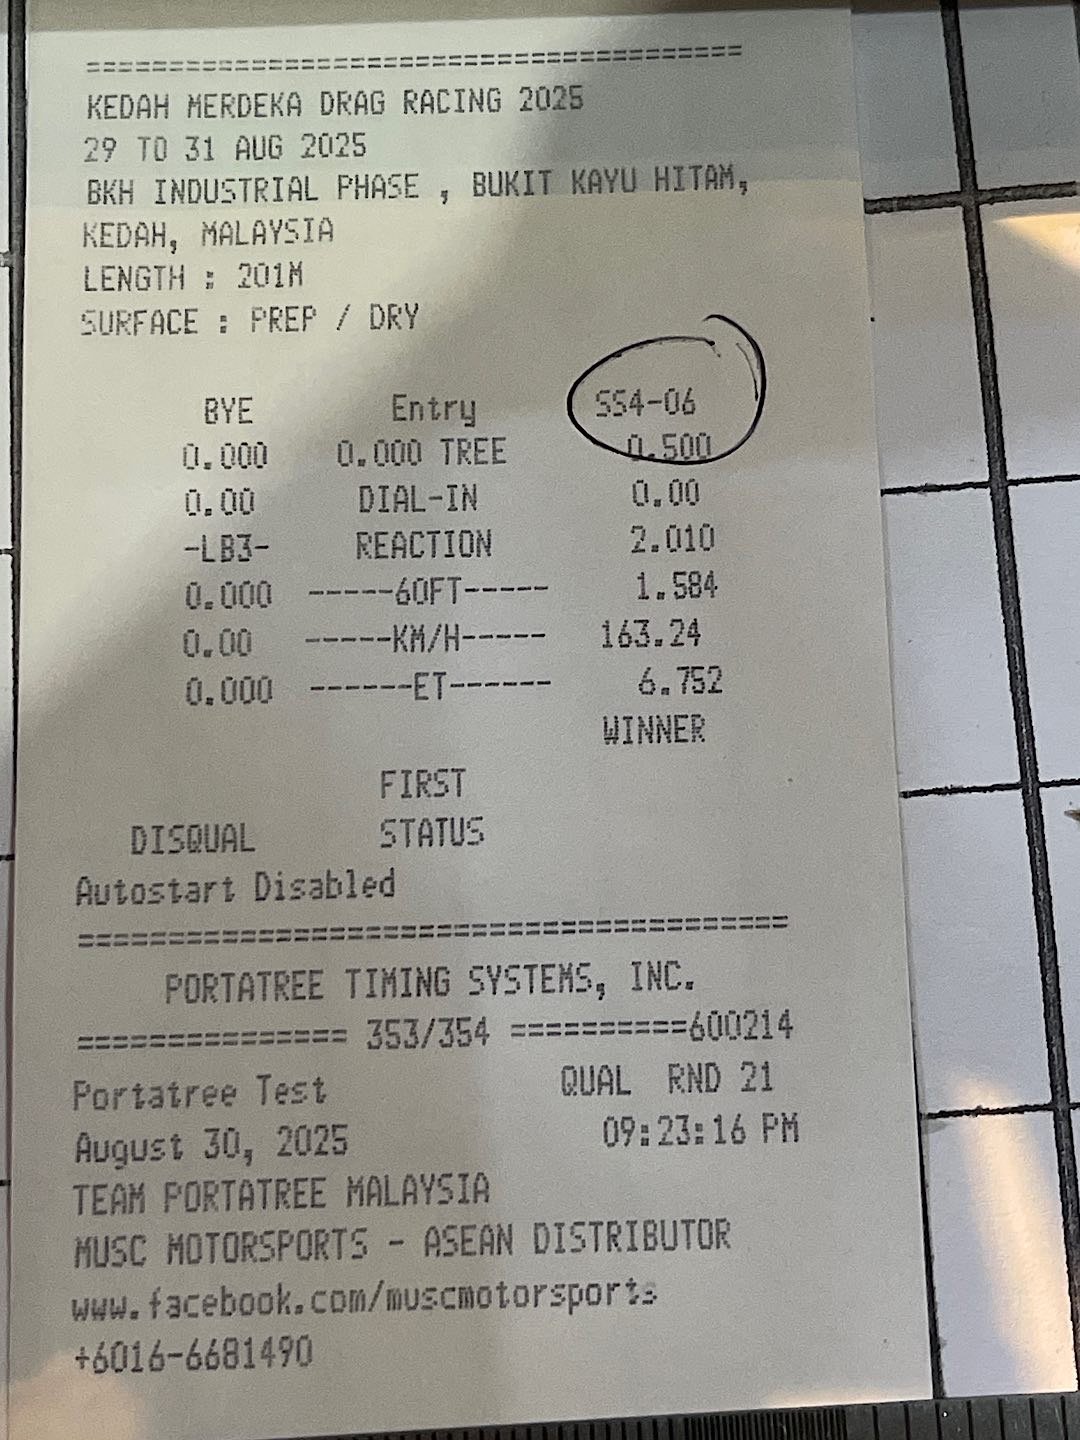 ========================================
KEDAH MERDEKA DRAG RACING 2025
29 TO 31 AUG 2025
BKH INDUSTRIAL PHASE , BUKIT KAYU HITAM,
KEDAH, MALAYSIA
LENGTH : 201M
SURFACE : PREP / DRY
BYE Entry SS4-06
0.000 0.000 TREE 0.500
0.00 DIAL-IN 0.00
-LB3- REACTION 2.010
0.000 -----60FT----- 1.584
0.00 -----KM/H----- 163.24
0.000 ------ET------ 6.752
WINNER
FIRST
DISQUAL STATUS
Autostart Disabled
========================================
PORTATREE TIMING SYSTEMS, INC.
=============== 353/354 ==========600214
Portatree Test QUAL RND 21
August 30, 2025 09:23:16 PM
TEAM PORTATREE MALAYSIA
MUSC MOTORSPORTS - ASEAN DISTRIBUTOR
www.facebook.com/muscmotorsports
+6016-6681490